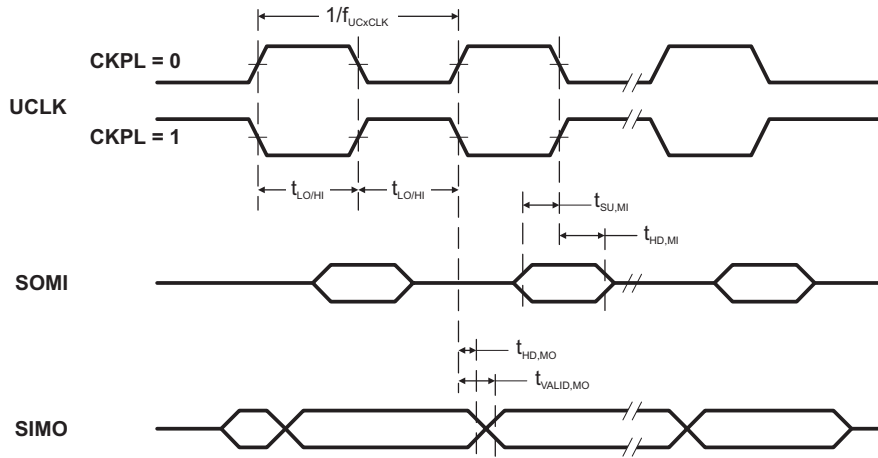 1/fUCxCLK
CKPL = 0
UCLK
CKPL = 1
tLO/HI tLO/HI
tSU,MI
tHD,MI
SOMI
tHD,MO
tVALID,MO
SIMO